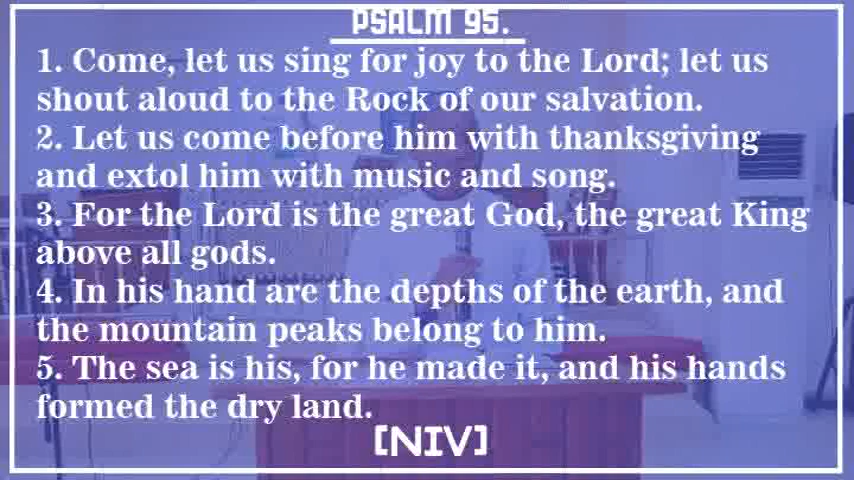 PSALM 95.
1. Come, let us sing for joy to the Lord; let us
shout aloud to the Rock of our salvation.
2. Let us come before him with thanksgiving
and extol him with music and song.
3. For the Lord is the great God, the great King
above all gods.
4. In his hand are the depths of the earth, and
the mountain peaks belong to him.
5. The sea is his, for he made it, and his hands
formed the dry land.
[NIV]